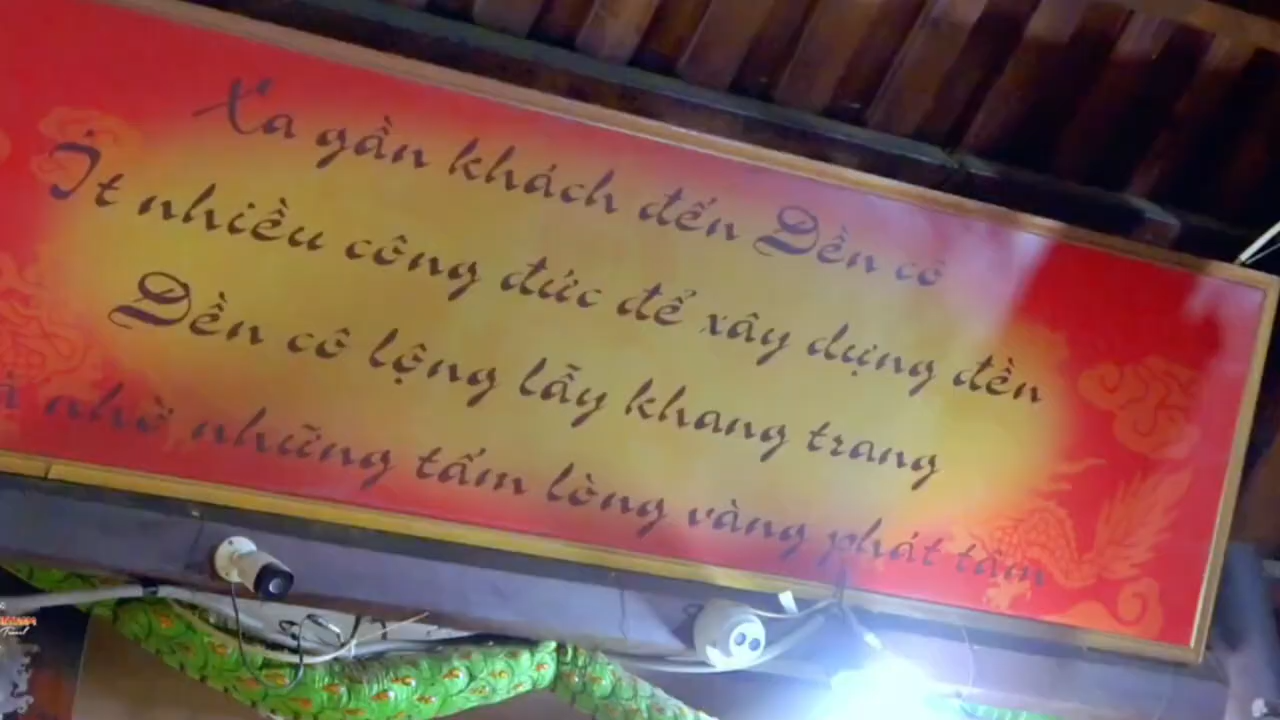 Xa gần khách đến Đền cô
Ít nhiều công đức để xây dựng đền
Đền cô lộng lẫy khang trang
nhờ những tấm lòng vàng phát tâm
Travel